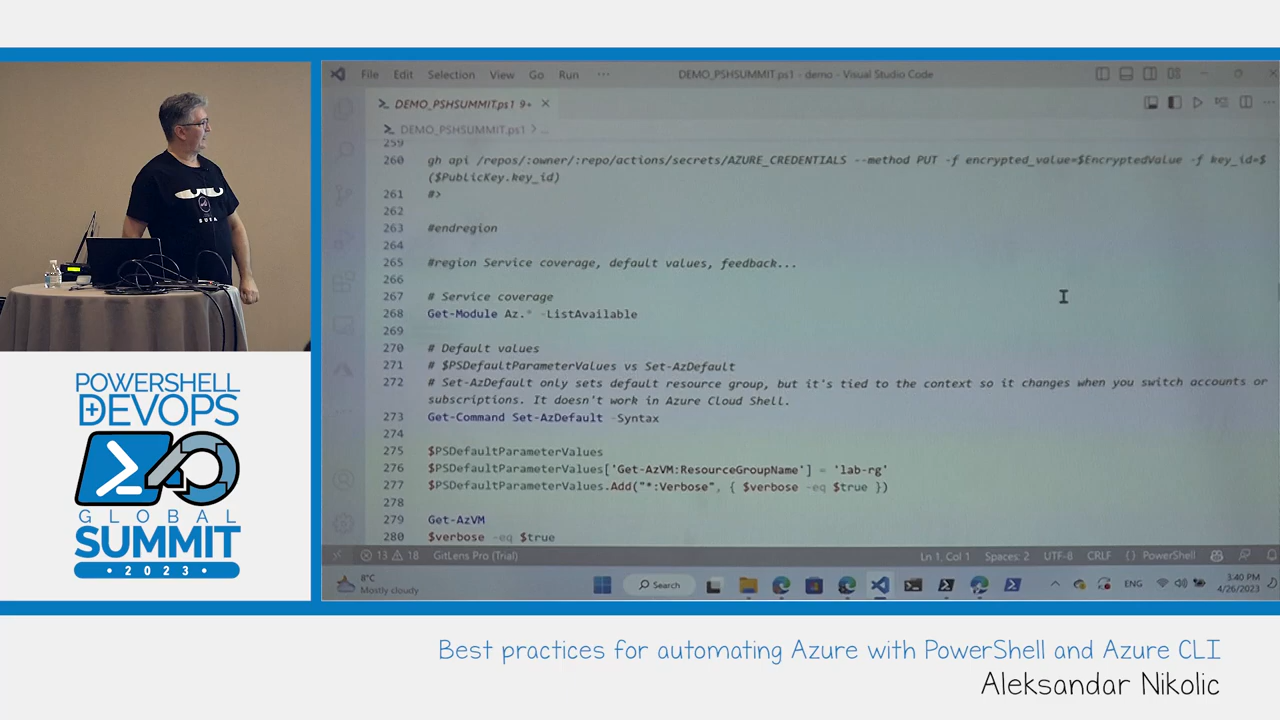 File Edit Selection View Go Run ··· DEMO_PSHSUMMIT.ps1 - demo - Visual Studio Code
DEMO_PSHSUMMIT.ps1 9+
DEMO_PSHSUMMIT.ps1 > ...
259
260 gh api /repos/:owner/:repo/actions/secrets/AZURE_CREDENTIALS --method PUT -f encrypted_value=$EncryptedValue -f key_id=$
($PublicKey.key_id)
261 #>
262
263 #endregion
264
265 #region Service coverage, default values, feedback...
266
267 # Service coverage
268 Get-Module Az.* -ListAvailable
269
270 # Default values
271 # $PSDefaultParameterValues vs Set-AzDefault
272 # Set-AzDefault only sets default resource group, but it's tied to the context so it changes when you switch accounts or
subscriptions. It doesn't work in Azure Cloud Shell.
273 Get-Command Set-AzDefault -Syntax
274
275 $PSDefaultParameterValues
276 $PSDefaultParameterValues['Get-AzVM:ResourceGroupName'] = 'lab-rg'
277 $PSDefaultParameterValues.Add("*:Verbose", { $verbose -eq $true })
278
279 Get-AzVM
280 $verbose -eq $true
13 18 GitLens Pro (Trial) Ln 1, Col 1 Spaces: 2 UTF-8 CRLF {} PowerShell
8°C
Mostly cloudy
Search
ENG
3:40 PM
4/26/2023
POWERSHELL
+DEVOPS
GLOBAL
SUMMIT
·2023·
Best practices for automating Azure with PowerShell and Azure CLI
Aleksandar Nikolic